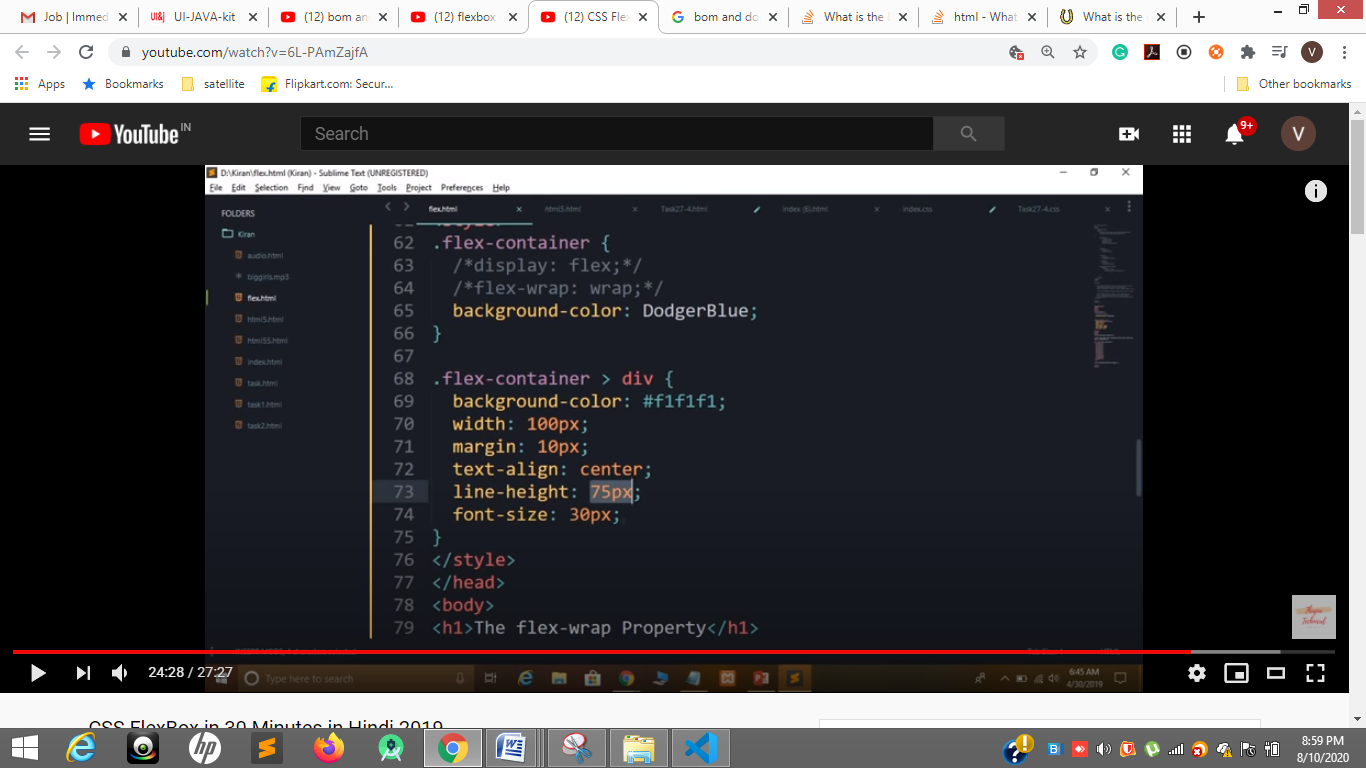 Job | Immed
UI&J UI-JAVA-kit
(12) bom an
(12) flexbox
(12) CSS Fle
bom and do
What is the
html - What
What is the
youtube.com/watch?v=6L-PAmZajfA
V
Apps
Bookmarks
satellite
Flipkart.com: Secur...
Other bookmarks
YouTube IN
Search
9+
V
D:\Kiran\flex.html (Kiran) - Sublime Text (UNREGISTERED)
File Edit Selection Find View Goto Tools Project Preferences Help
FOLDERS
Kiran
audio.html
biggirls.mp3
flex.html
html5.html
html55.html
index.html
task.html
task1.html
task2.html
flex.html
html5.html
Task27-4.html
index (6).html
index.css
Task27-4.css
62 .flex-container {
63 /*display: flex;*/
64 /*flex-wrap: wrap;*/
65 background-color: DodgerBlue;
66 }
67
68 .flex-container > div {
69 background-color: #f1f1f1;
70 width: 100px;
71 margin: 10px;
72 text-align: center;
73 line-height: 75px;
74 font-size: 30px;
75 }
76 </style>
77 </head>
78 <body>
79 <h1>The flex-wrap Property</h1>
Type here to search
6:45 AM
4/30/2019
24:28 / 27:27
CSS FlexBox in 30 Minutes in Hindi 2019
8:59 PM
8/10/2020